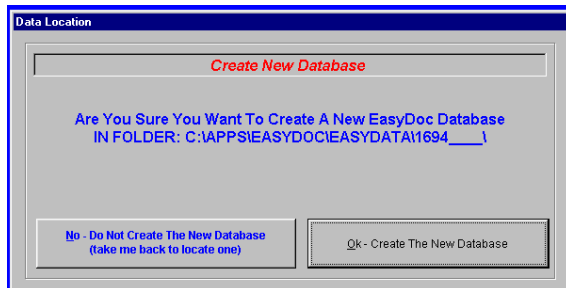 Data Location
Create New Database
Are You Sure You Want To Create A New EasyDoc Database
IN FOLDER: C:\APPS\EASYDOC\EASYDATA\1694____\
No - Do Not Create The New Database
(take me back to locate one)
Ok - Create The New Database